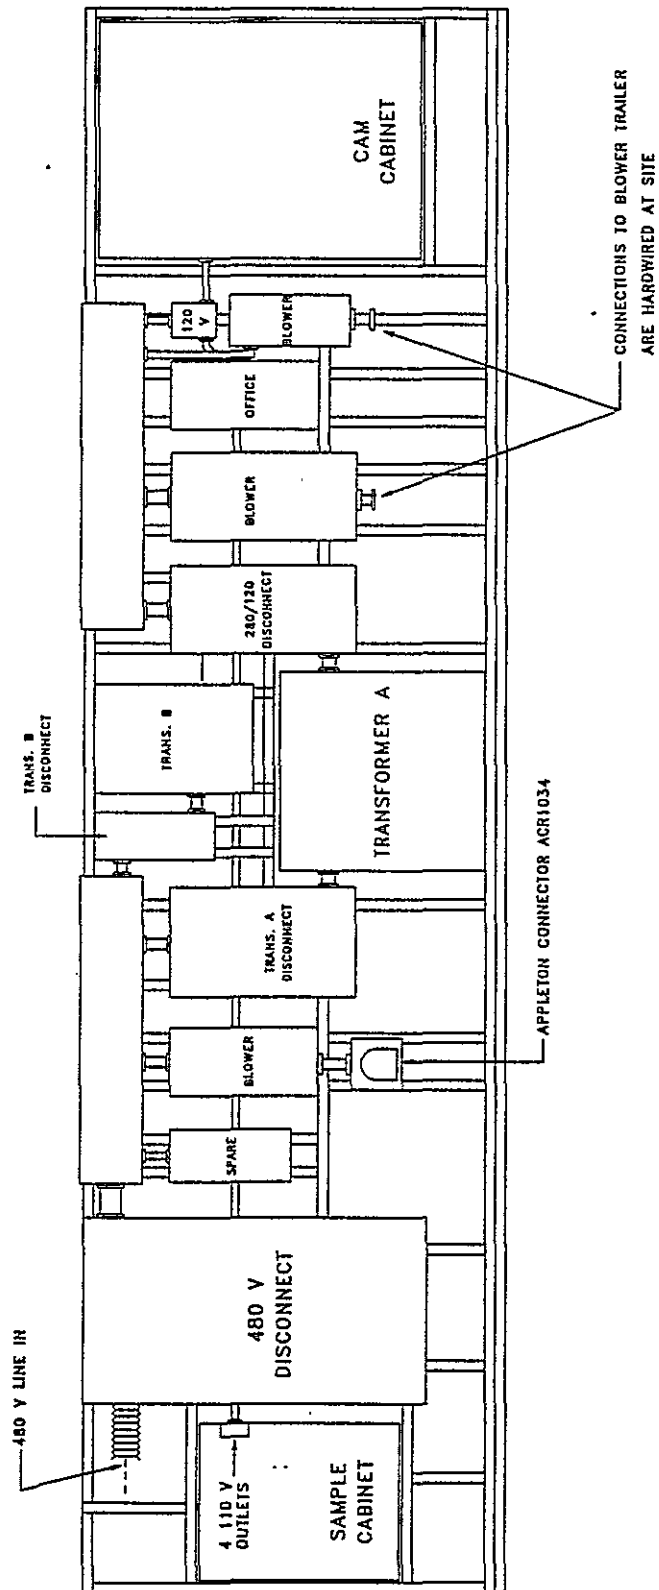 480 V LINE IN
4 110 V
OUTLETS
SAMPLE
CABINET
480 V
DISCONNECT
SPARE
BLOWER
APPLETON CONNECTOR ACR1034
TRANS. A
DISCONNECT
TRANS. B
DISCONNECT
TRANS. B
TRANSFORMER A
280/120
DISCONNECT
BLOWER
OFFICE
120
V
BLOWER
CONNECTIONS TO BLOWER TRAILER
ARE HARDWIRED AT SITE
CAM
CABINET